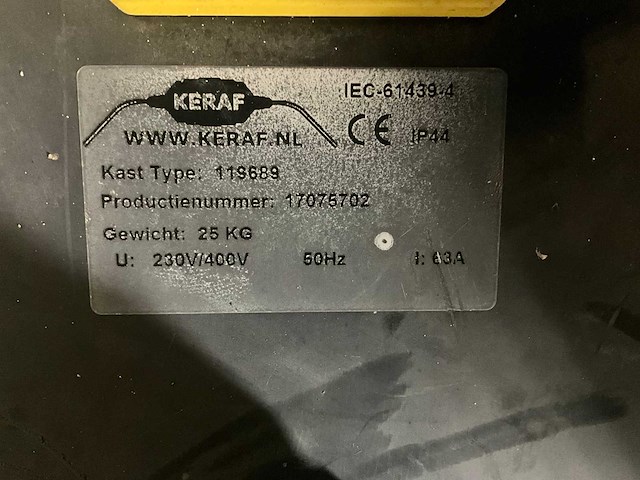 KERAF
IEC-61439-4
WWW.KERAF.NL
CE IP44
Kast Type: 119689
Productienummer: 17075702
Gewicht: 25 KG
U: 230V/400V 50Hz I: 63A